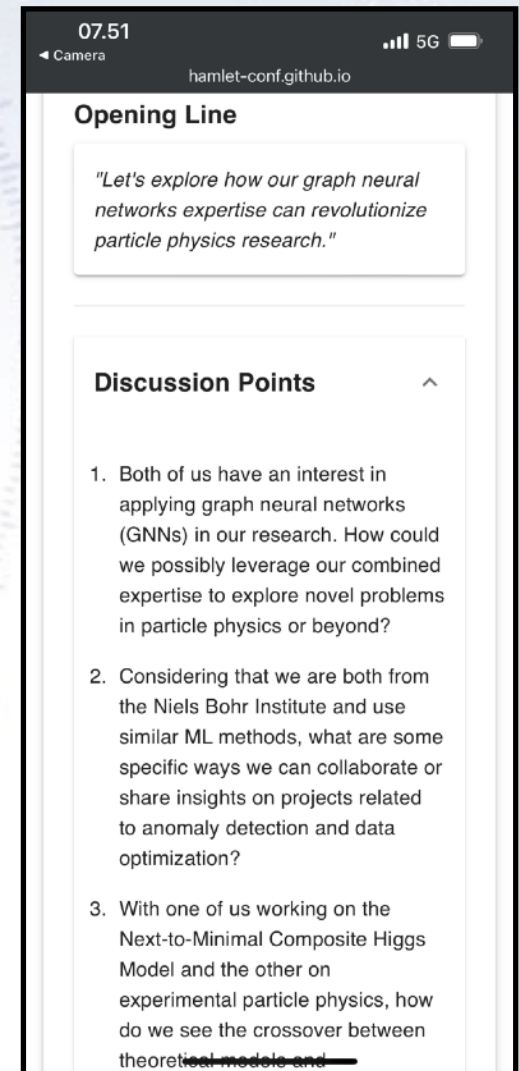 07.51
5G
◄ Camera
hamlet-conf.github.io
Opening Line
"Let's explore how our graph neural
networks expertise can revolutionize
particle physics research."
Discussion Points
1. Both of us have an interest in
applying graph neural networks
(GNNs) in our research. How could
we possibly leverage our combined
expertise to explore novel problems
in particle physics or beyond?
2. Considering that we are both from
the Niels Bohr Institute and use
similar ML methods, what are some
specific ways we can collaborate or
share insights on projects related
to anomaly detection and data
optimization?
3. With one of us working on the
Next-to-Minimal Composite Higgs
Model and the other on
experimental particle physics, how
do we see the crossover between
theoretical models and